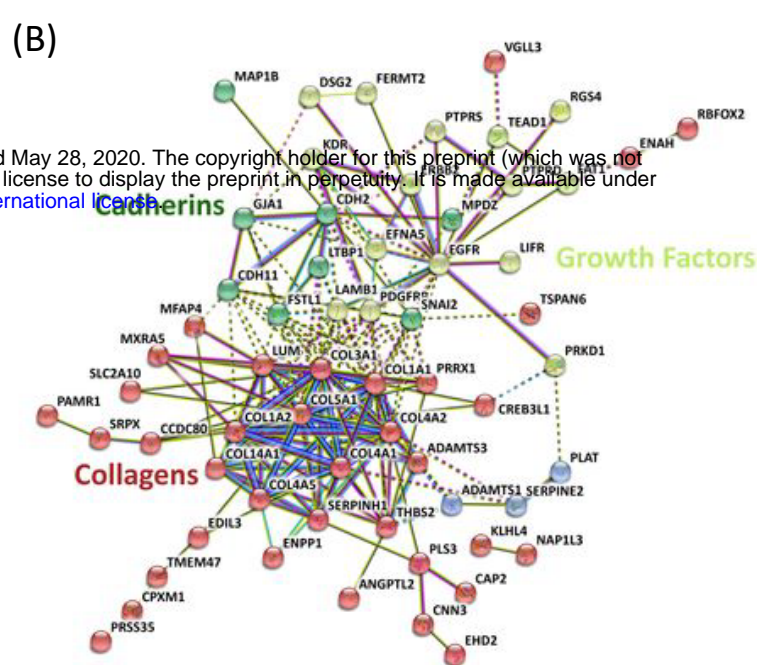 (B)
VGLL3
MAP1B
DSG2
FERMT2
RGS4
PTPRS
TEAD1
RBFOX2
ENAH
KDR
d May 28, 2020. The copyright holder for this preprint (which was not
license to display the preprint in perpetuity. It is made available under
ernational license.
ERBB2
PTPRD
FAT1
Cadherins
GJA1
CDH2
MPDZ
EFNA5
EGFR
LIFR
Growth Factors
LTBP1
CDH11
LAMB1
FSTL1
SNAI2
TSPAN6
MFAP4
MXRA5
LUM
COL3A1
PRKD1
SLC2A10
COL1A1
PRRX1
PAMR1
COL5A1
CREB3L1
SRPX
CCDC80
COL1A2
COL4A2
COL14A1
COL4A1
ADAMTS3
PLAT
Collagens
COL4A5
ADAMTS1
SERPINE2
SERPINH1
THBS2
EDIL3
KLHL4
ENPP1
NAP1L3
TMEM47
PLS3
ANGPTL2
CAP2
CPXM1
CNN3
PRSS35
EHD2